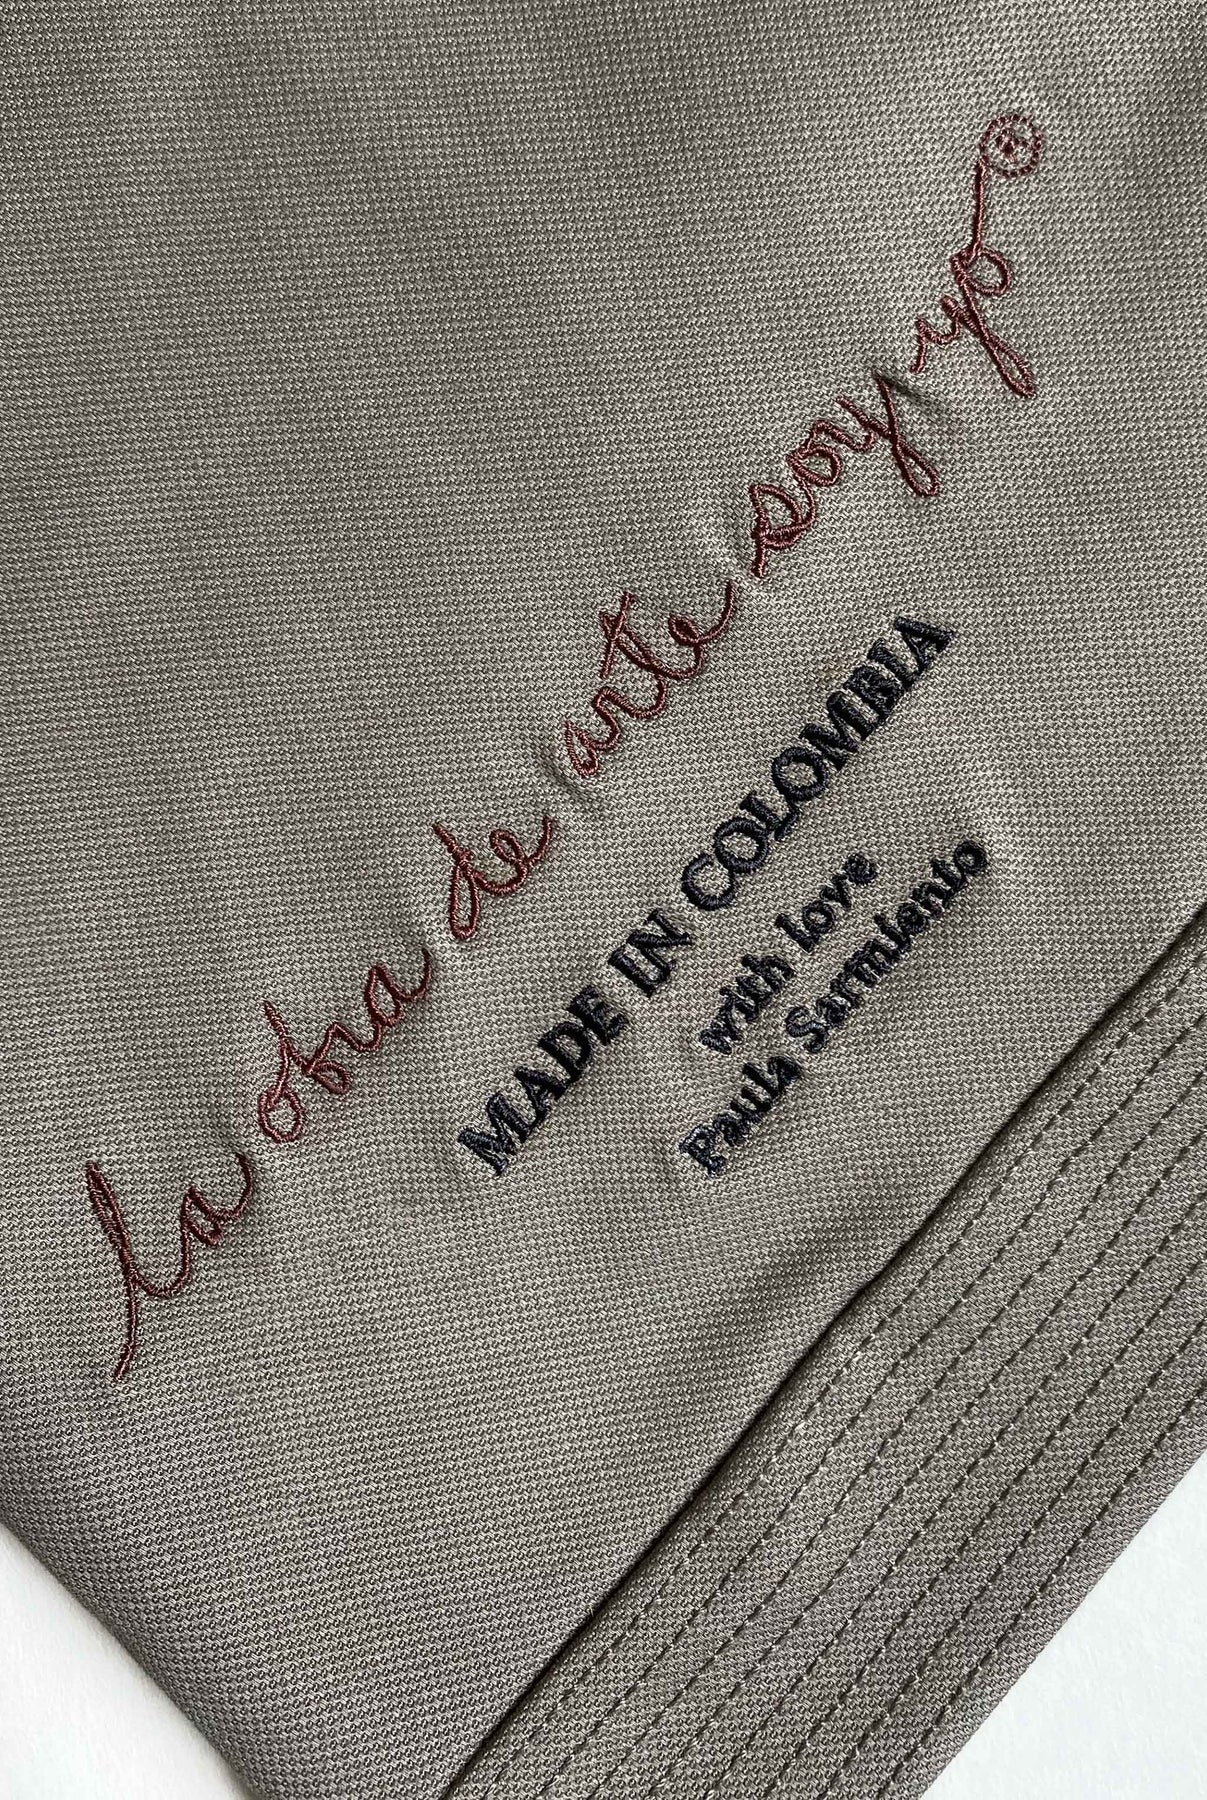 la obra de arte soy yo
MADE IN COLOMBIA
with love
Paula Sarmiento